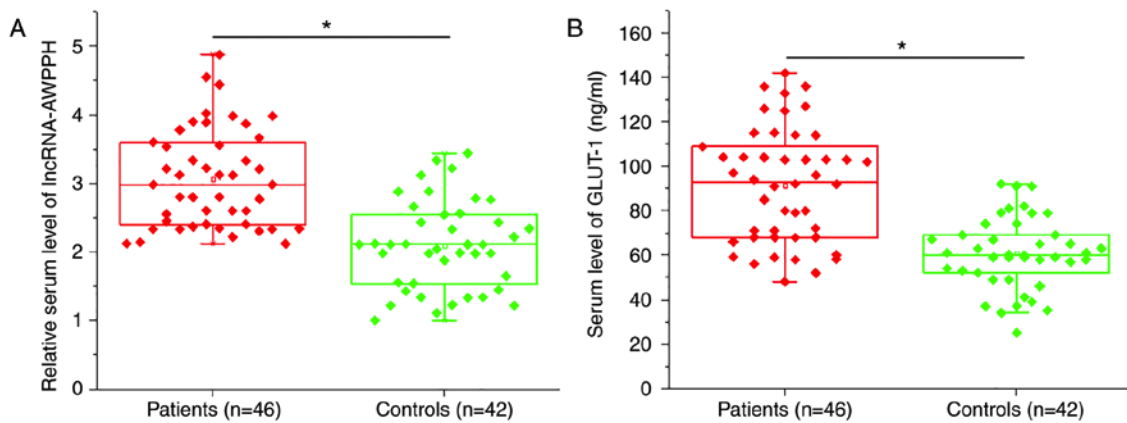 A
*
Relative serum level of lncRNA-AWPPH
5
4
3
2
1
0
Patients (n=46) Controls (n=42)
B
*
Serum level of GLUT-1 (ng/ml)
160
140
120
100
80
60
40
20
0
Patients (n=46) Controls (n=42)